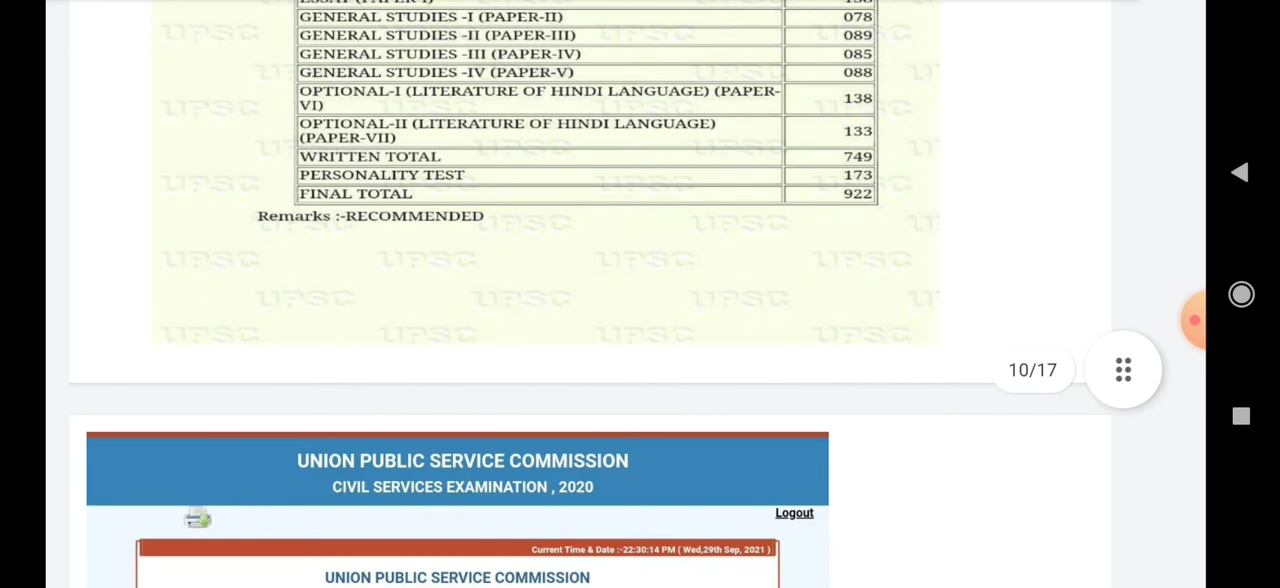 GENERAL STUDIES -I (PAPER-II) 078
GENERAL STUDIES -II (PAPER-III) 089
GENERAL STUDIES -III (PAPER-IV) 085
GENERAL STUDIES -IV (PAPER-V) 088
OPTIONAL-I (LITERATURE OF HINDI LANGUAGE) (PAPER-
VI) 138
OPTIONAL-II (LITERATURE OF HINDI LANGUAGE)
(PAPER-VII) 133
WRITTEN TOTAL 749
PERSONALITY TEST 173
FINAL TOTAL 922
Remarks :-RECOMMENDED
10/17
UNION PUBLIC SERVICE COMMISSION
CIVIL SERVICES EXAMINATION , 2020
Logout
Current Time & Date :-22:30:14 PM ( Wed,29th Sep, 2021 )
UNION PUBLIC SERVICE COMMISSION